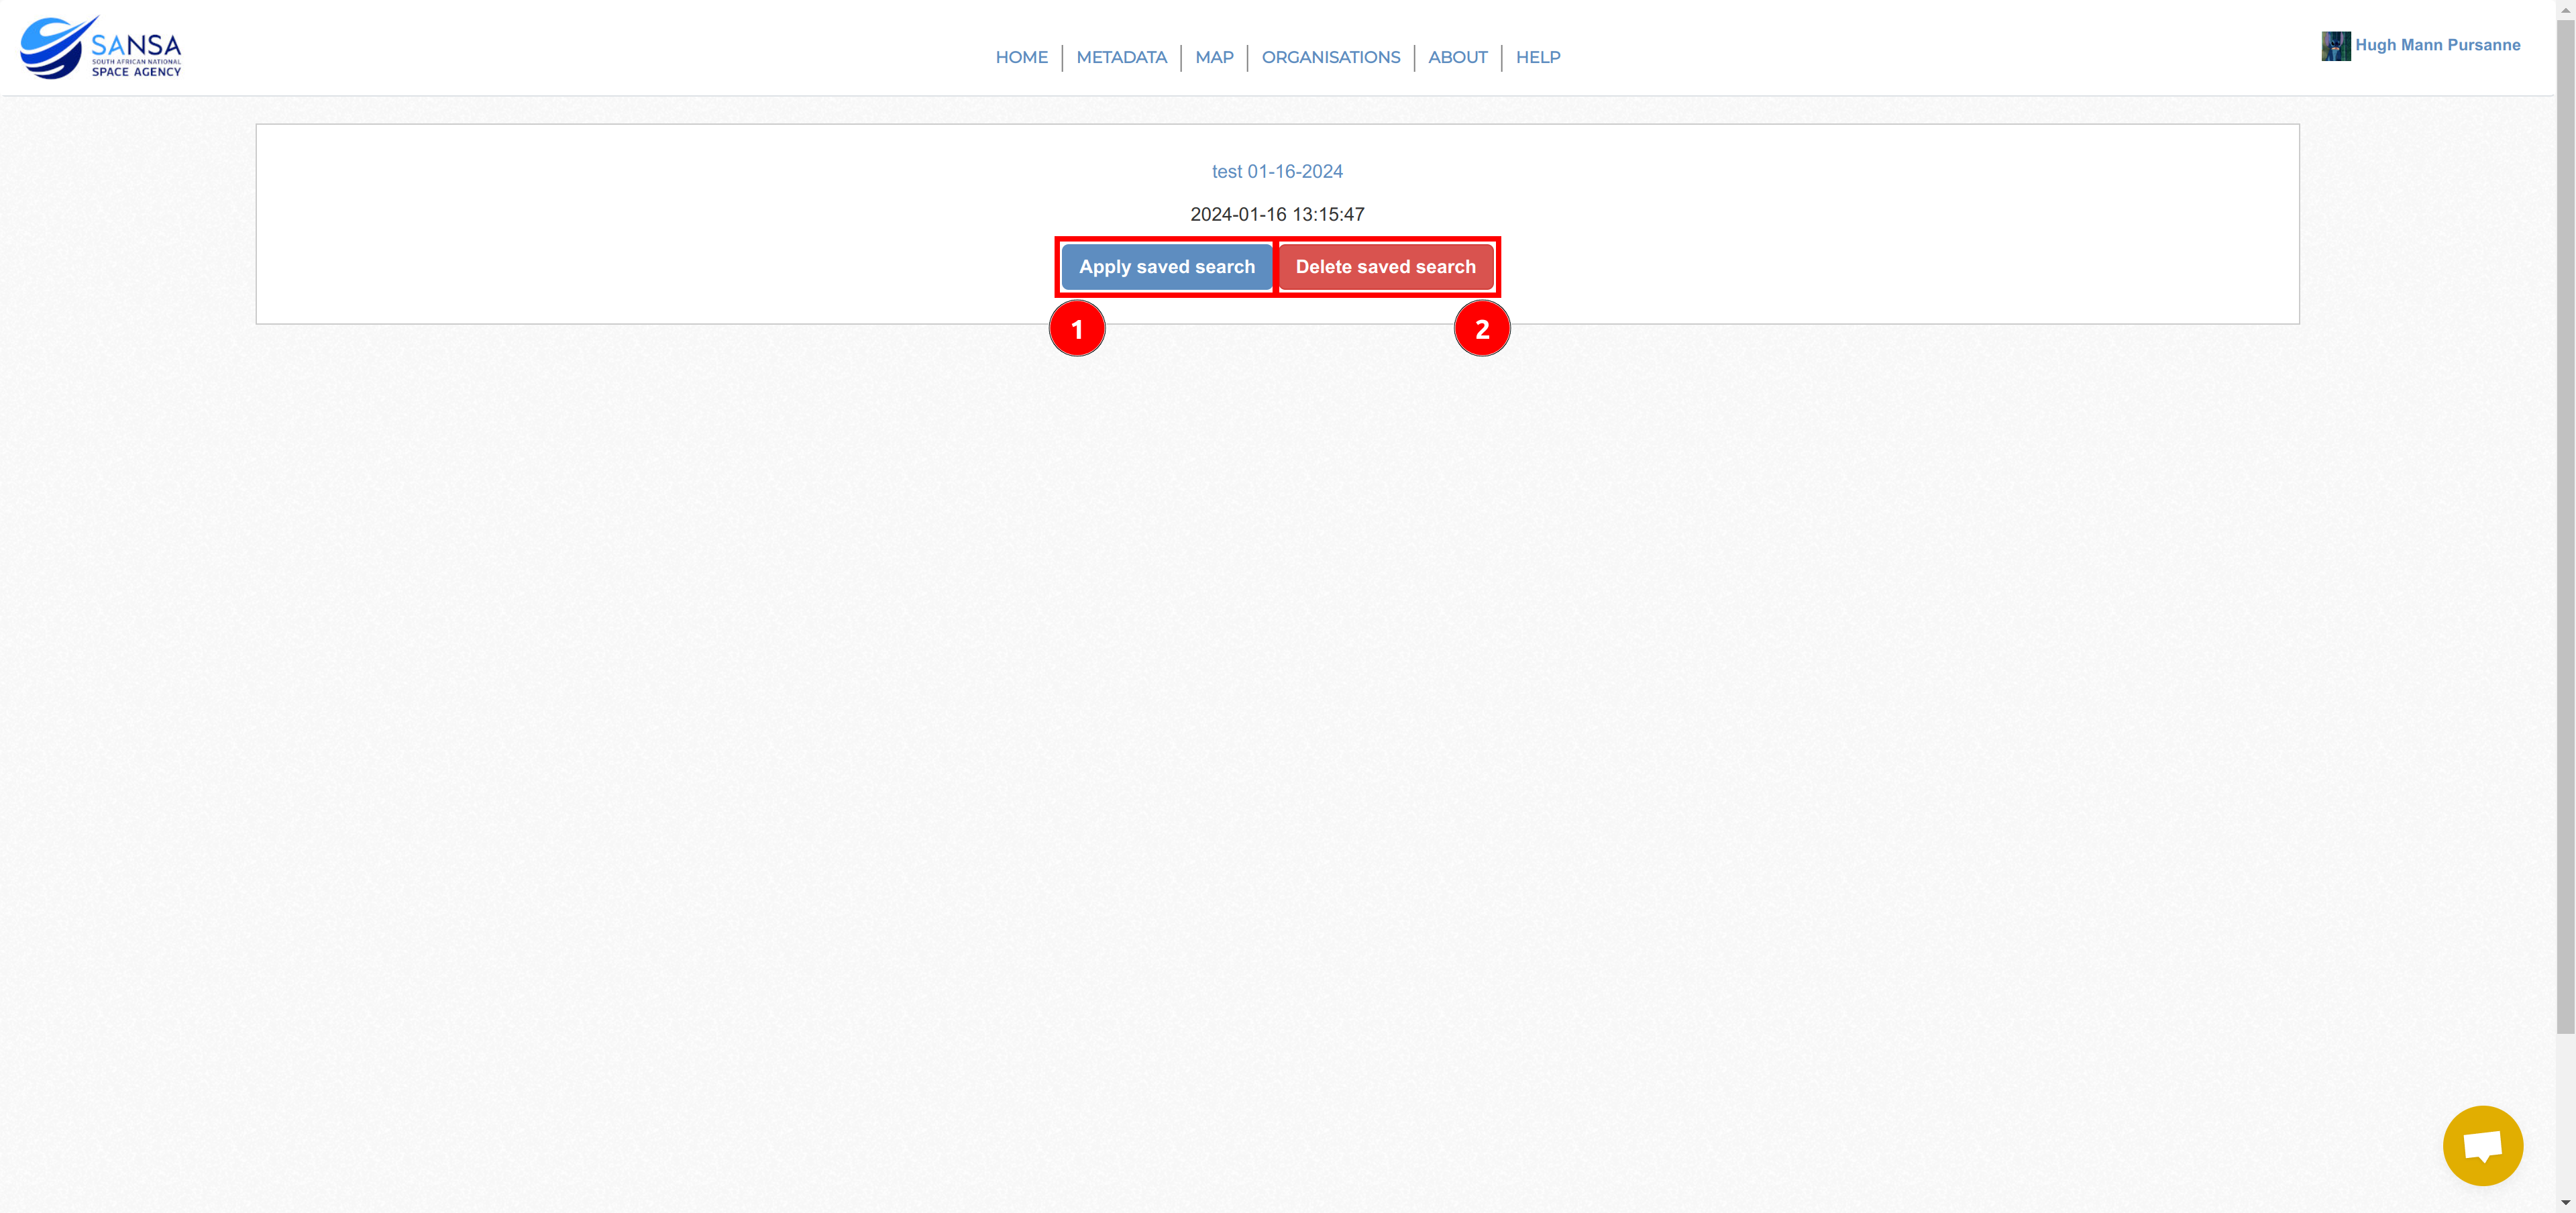 SANSA
SOUTH AFRICAN NATIONAL
SPACE AGENCY
HOME METADATA MAP ORGANISATIONS ABOUT HELP
Hugh Mann Pursanne
test 01-16-2024
2024-01-16 13:15:47
Apply saved search Delete saved search
1 2